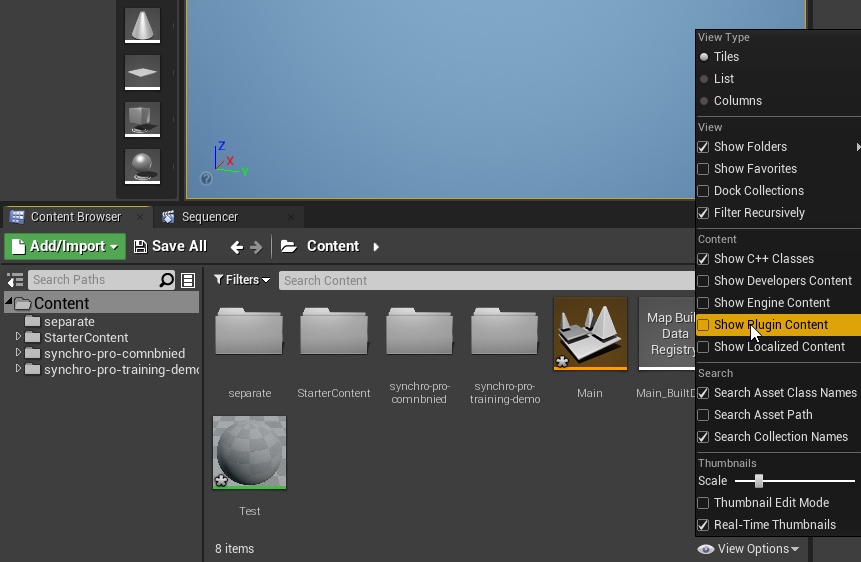 Z
X
Y
?
Content Browser
Sequencer
Add/Import
Save All
Content
Search Paths
Filters
Search Content
Content
separate
StarterContent
synchro-pro-comnbnied
synchro-pro-training-demo
separate
StarterContent
synchro-pro-
comnbnied
synchro-pro-
training-demo
Main
Map Buil
Data
Registry
Main_BuiltD
Test
8 items
View Options
View Type
Tiles
List
Columns
View
Show Folders
Show Favorites
Dock Collections
Filter Recursively
Content
Show C++ Classes
Show Developers Content
Show Engine Content
Show Plugin Content
Show Localized Content
Search
Search Asset Class Names
Search Asset Path
Search Collection Names
Thumbnails
Scale
Thumbnail Edit Mode
Real-Time Thumbnails